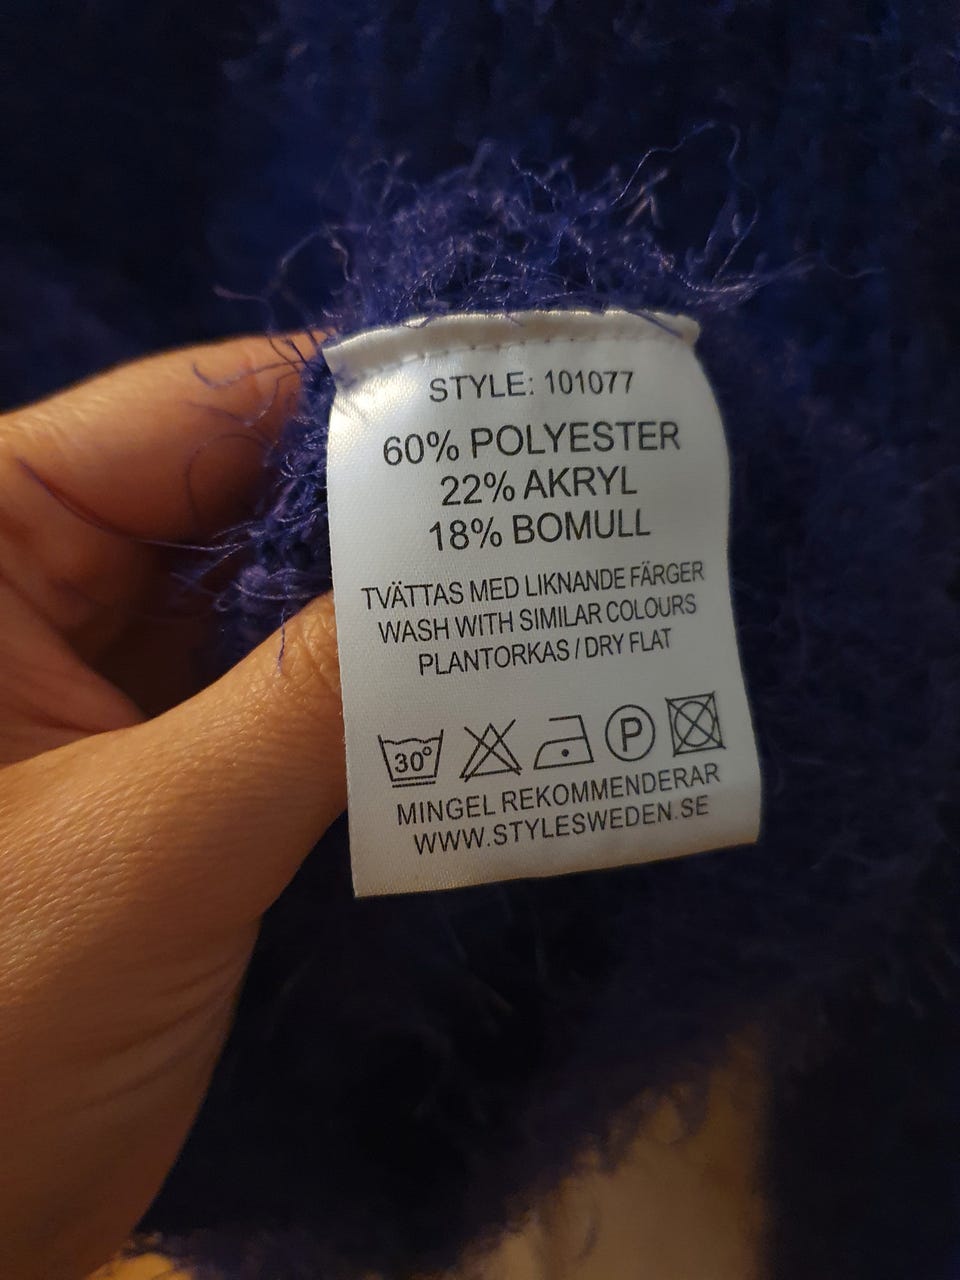 STYLE: 101077
60% POLYESTER
22% AKRYL
18% BOMULL
TVÄTTAS MED LIKNANDE FÄRGER
WASH WITH SIMILAR COLOURS
PLANTORKAS / DRY FLAT
30° P
MINGEL REKOMMENDERAR
WWW.STYLESWEDEN.SE